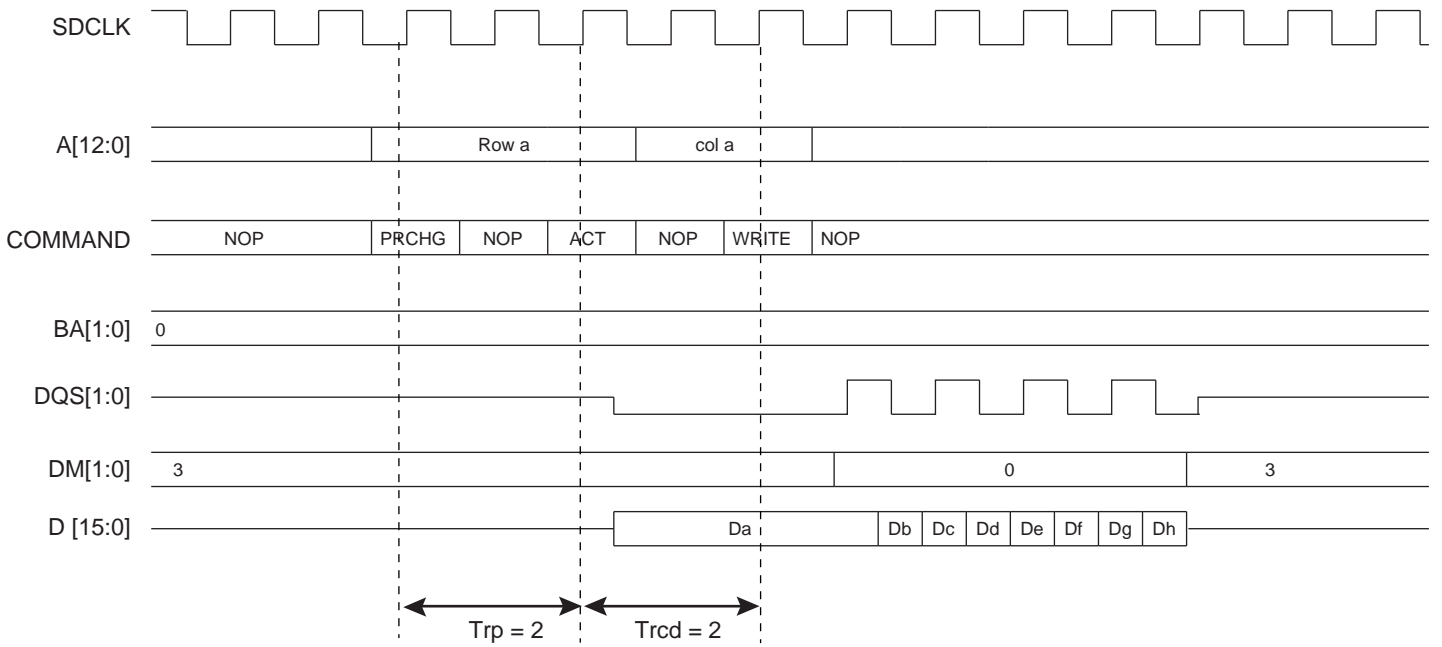 SDCLK
A[12:0] Row a col a
COMMAND NOP PRCHG NOP ACT NOP WRITE NOP
BA[1:0] 0
DQS[1:0]
DM[1:0] 3 0 3
D [15:0] Da Db Dc Dd De Df Dg Dh
Trp = 2 Trcd = 2